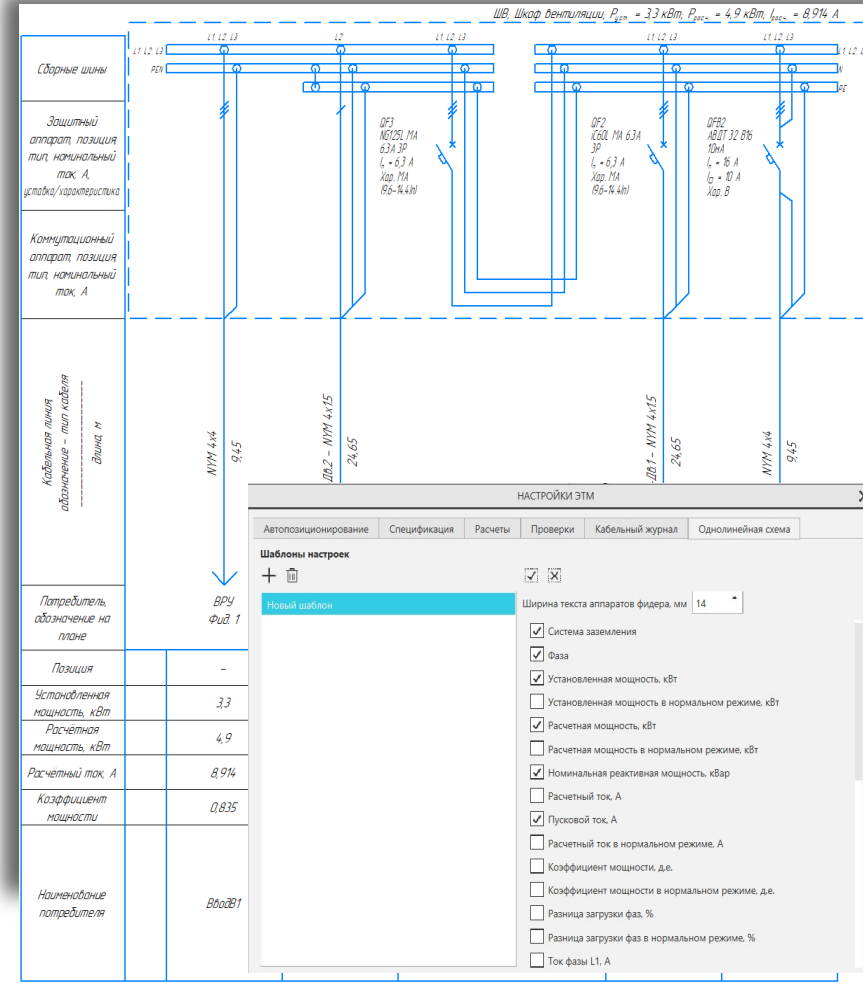 ШВ, Шкаф вентиляции; Pуст. = 3,3 кВт; Pрасч. = 4,9 кВт; Iрасч. = 8,914 А
L1, L2, L3
L2
L1, L2, L3
L1, L2, L3
L1, L2, L3
Сборные шины
L1, L2, L3
PEN
L1, L2, L
N
PE
Защитный
аппарат, позиция,
тип, номинальный
ток, А,
уставка/характеристика
QF3
NG125L MA
6.3A 3P
Iн = 6,3 А
Хар. MA
(9.6-14.4In)
QF2
iC60L MA 6.3A
3P
Iн = 6,3 А
Хар. MA
(9.6-14.4In)
QFB2
АВДТ 32 B16
10мА
Iн = 16 А
I = 10 А
Хар. B
Коммутационный
аппарат, позиция,
тип, номинальный
ток, А
Кабельная линия
обозначение - тип кабеля
длина, м
NYM 4x4
9,45
Дв.2 - NYM 4x1.5
24,65
-Дв.1 - NYM 4x1.5
24,65
NYM 4x4
9,45
Потребитель,
обозначение на
плане
ВРУ
Фид. 1
Позиция
-
Установленная
мощность, кВт
3,3
Расчётная
мощность, кВт
4,9
Расчётный ток, А
8,914
Коэффициент
мощности
0,835
Наименование
потребителя
ВводВ1
НАСТРОЙКИ ЭТМ
Автопозиционирование
Спецификация
Расчеты
Проверки
Кабельный журнал
Однолинейная схема
Шаблоны настроек
Новый шаблон
Ширина текста аппаратов фидера, мм 14
Система заземления
Фаза
Установленная мощность, кВт
Установленная мощность в нормальном режиме, кВт
Расчетная мощность, кВт
Расчетная мощность в нормальном режиме, кВт
Номинальная реактивная мощность, кВар
Расчетный ток, А
Пусковой ток, А
Расчетный ток в нормальном режиме, А
Коэффициент мощности, д.е.
Коэффициент мощности в нормальном режиме, д.е.
Разница загрузки фаз, %
Разница загрузки фаз в нормальном режиме, %
Ток фазы L1, А